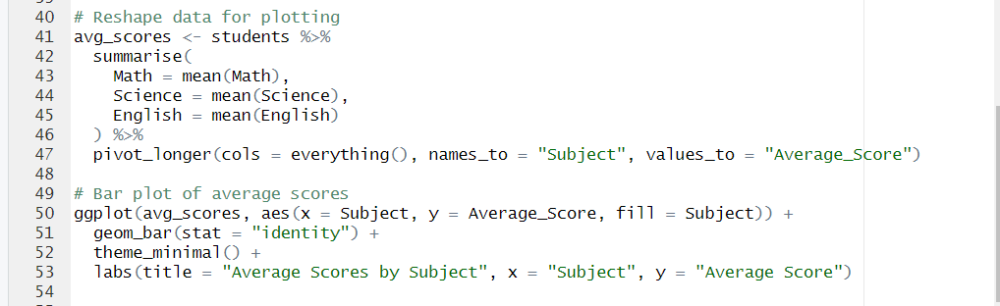 40 # Reshape data for plotting
41 avg_scores <- students %>%
42   summarise(
43     Math = mean(Math),
44     Science = mean(Science),
45     English = mean(English)
46   ) %>%
47   pivot_longer(cols = everything(), names_to = "Subject", values_to = "Average_Score")
48
49 # Bar plot of average scores
50 ggplot(avg_scores, aes(x = Subject, y = Average_Score, fill = Subject)) +
51   geom_bar(stat = "identity") +
52   theme_minimal() +
53   labs(title = "Average Scores by Subject", x = "Subject", y = "Average Score")
54